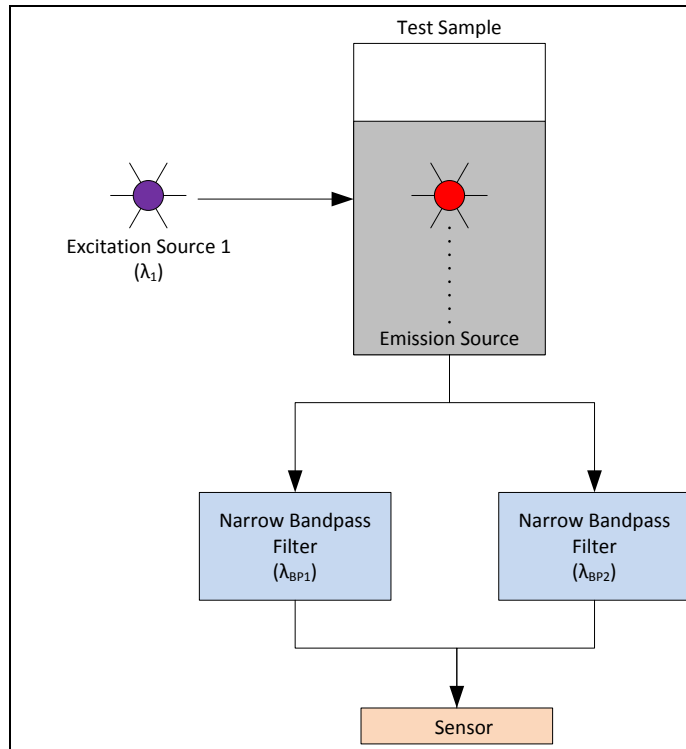 Test Sample
Excitation Source 1
(λ₁)
Emission Source
Narrow Bandpass
Filter
(λBP1)
Narrow Bandpass
Filter
(λBP2)
Sensor